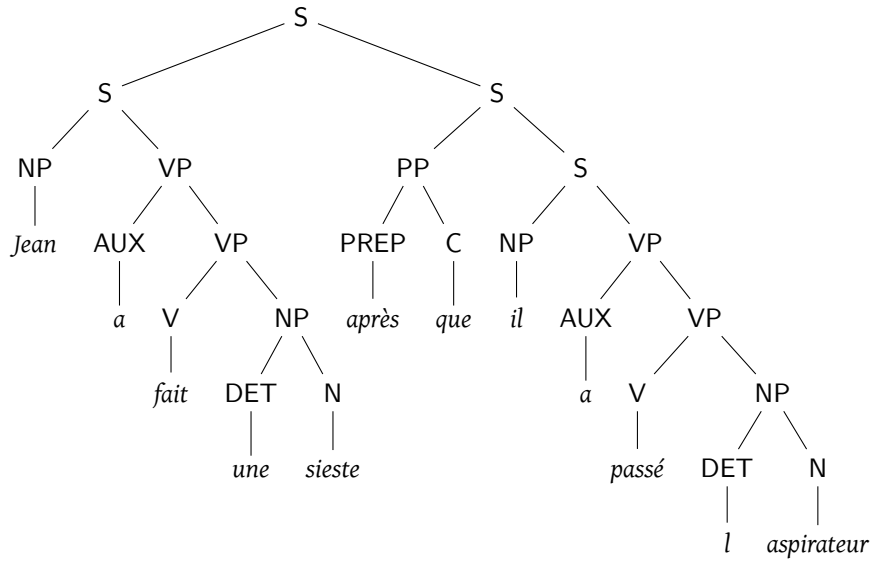 S
S S
NP VP PP S
Jean AUX VP PREP C NP VP
a V NP après que il AUX VP
fait DET N a V NP
une sieste passé DET N
l aspirateur